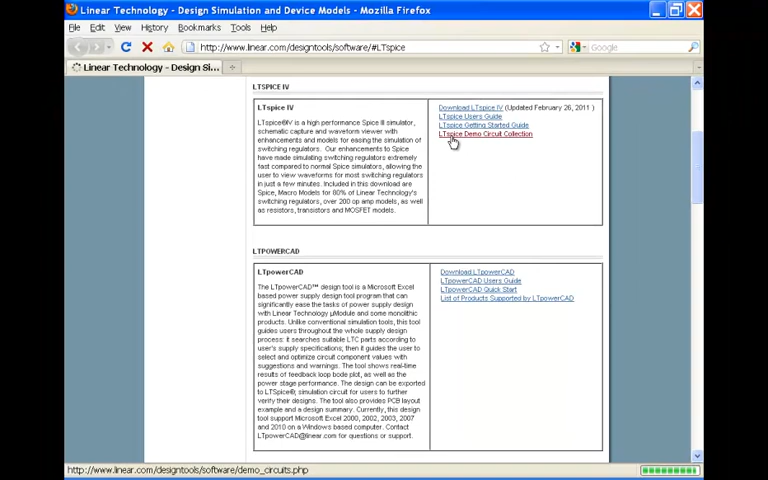 Linear Technology - Design Simulation and Device Models - Mozilla Firefox
File Edit View History Bookmarks Tools Help
http://www.linear.com/designtools/software/#LTspice
Google
Linear Technology - Design Si...
LTSPICE IV
LTspice IV
LTspice®IV is a high performance Spice III simulator,
schematic capture and waveform viewer with
enhancements and models for easing the simulation of
switching regulators. Our enhancements to Spice
have made simulating switching regulators extremely
fast compared to normal Spice simulators, allowing the
user to view waveforms for most switching regulators
in just a few minutes. Included in this download are
Spice, Macro Models for 80% of Linear Technology's
switching regulators, over 200 op amp models, as well
as resistors, transistors and MOSFET models.
Download LTspice IV (Updated February 26, 2011 )
LTspice Users Guide
LTspice Getting Started Guide
LTspice Demo Circuit Collection
LTPOWERCAD
LTpowerCAD
The LTpowerCAD™ design tool is a Microsoft Excel
based power supply design tool program that can
significantly ease the tasks of power supply design
with Linear Technology µModule and some monolithic
products. Unlike conventional simulation tools, this tool
guides users throughout the whole supply design
process: it searches suitable LTC parts according to
user's supply specifications; then it guides the user to
select and optimize circuit component values with
suggestions and warnings. The tool shows real-time
results of feedback loop bode plot, as well as the
power stage performance. The design can be exported
to LTSpice®; simulation circuit for users to further
verify their designs. The tool also provides PCB layout
example and a design summary. Currently, this design
tool support Microsoft Excel 2000, 2002, 2003, 2007
and 2010 on a Windows based computer. Contact
LTpowerCAD@linear.com for questions or support.
Download LTpowerCAD
LTpowerCAD Users Guide
LTpowerCAD Quick Start
List of Products Supported by LTpowerCAD
http://www.linear.com/designtools/software/demo_circuits.php